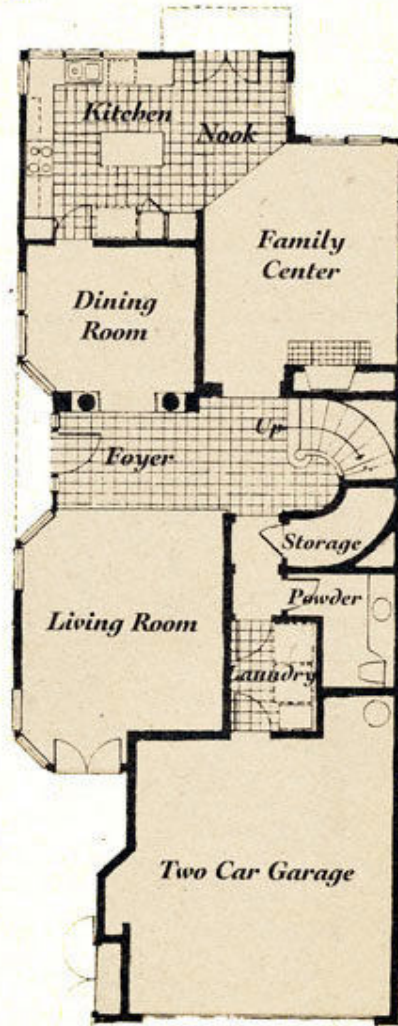 Kitchen
Nook
Family
Center
Dining
Room
Up
Foyer
Storage
Powder
Living Room
Laundry
Two Car Garage